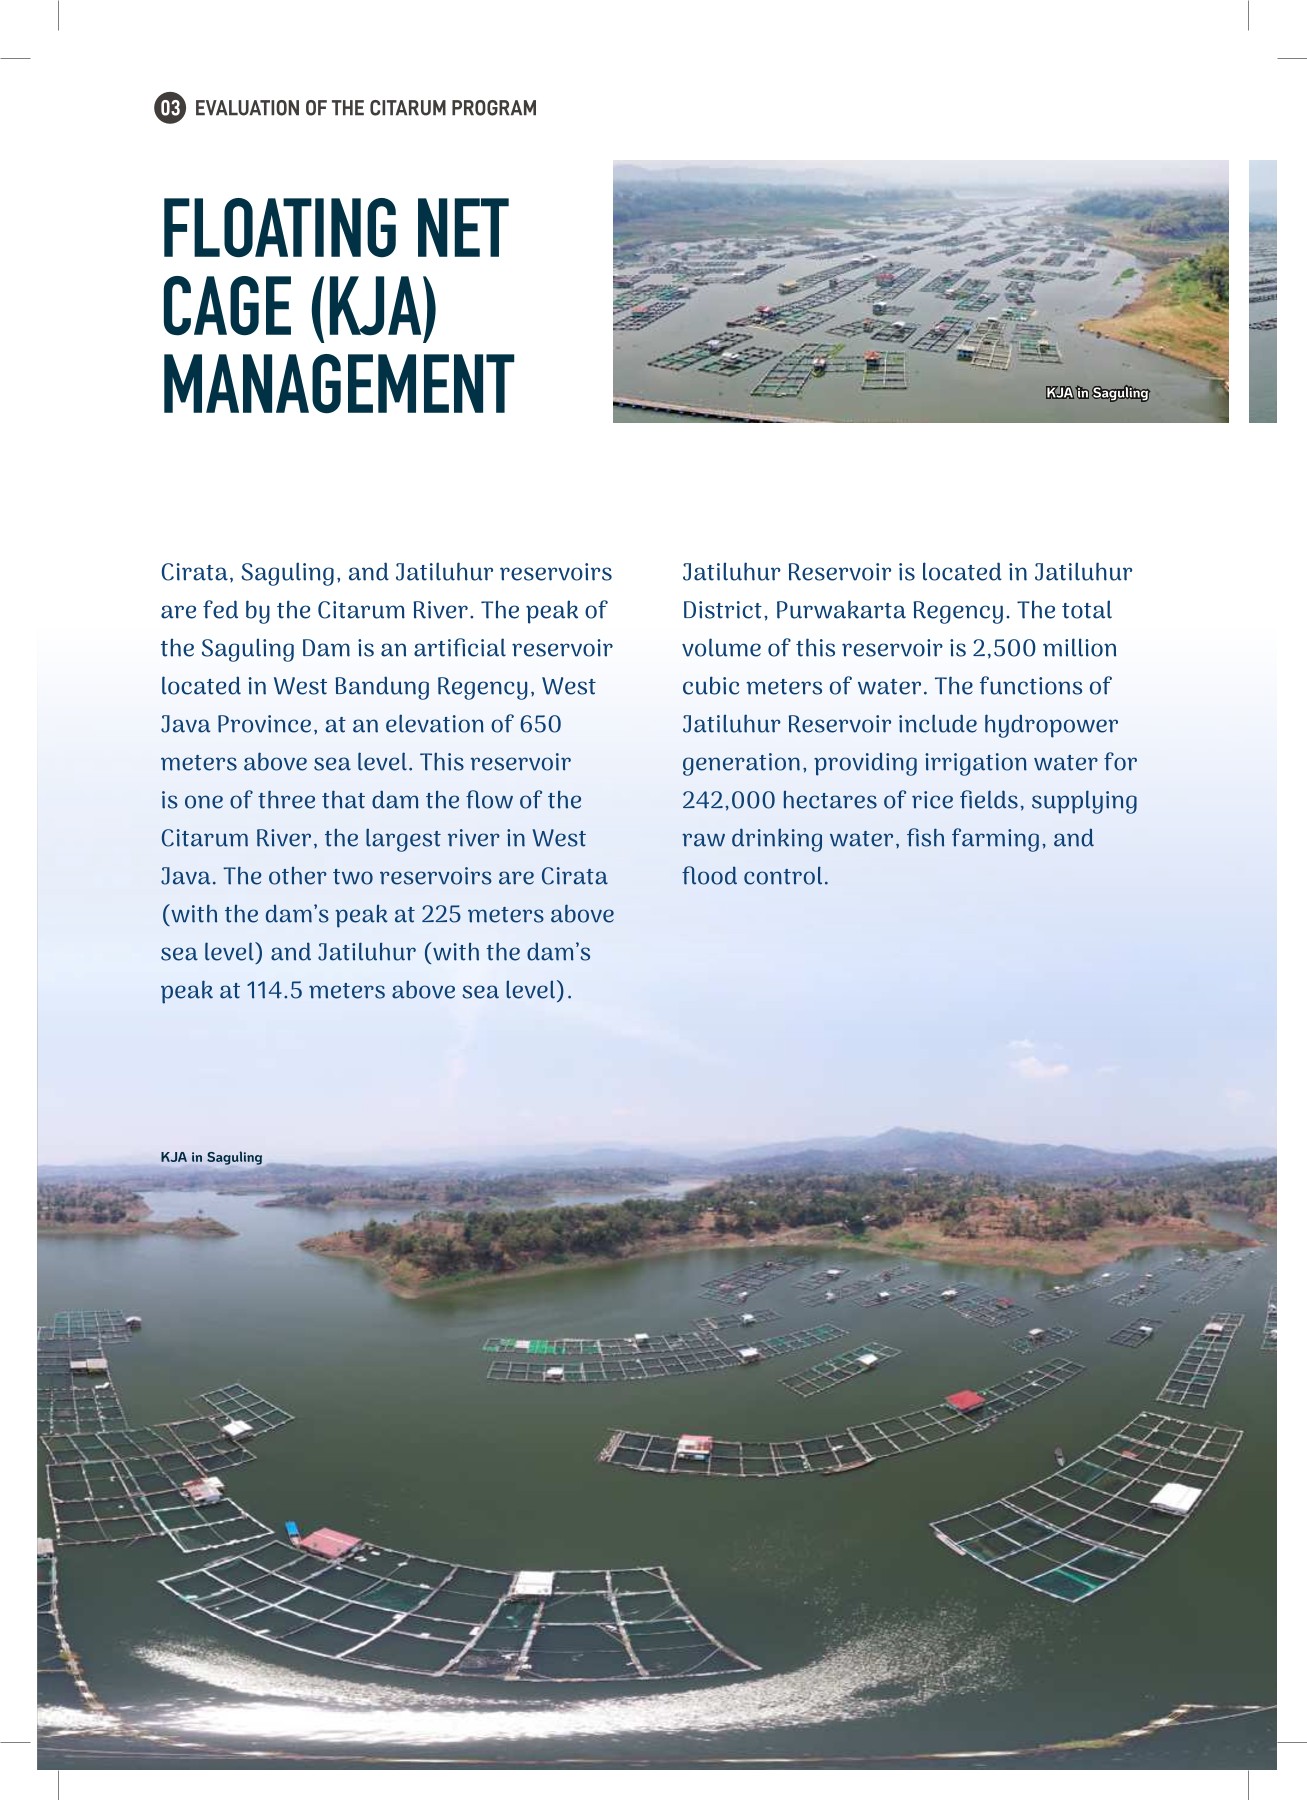 03 EVALUATION OF THE CITARUM PROGRAM
FLOATING NET
CAGE (KJA)
MANAGEMENT
KJA in Saguling
Cirata, Saguling, and Jatiluhur reservoirs
are fed by the Citarum River. The peak of
the Saguling Dam is an artificial reservoir
located in West Bandung Regency, West
Java Province, at an elevation of 650
meters above sea level. This reservoir
is one of three that dam the flow of the
Citarum River, the largest river in West
Java. The other two reservoirs are Cirata
(with the dam’s peak at 225 meters above
sea level) and Jatiluhur (with the dam’s
peak at 114.5 meters above sea level).
Jatiluhur Reservoir is located in Jatiluhur
District, Purwakarta Regency. The total
volume of this reservoir is 2,500 million
cubic meters of water. The functions of
Jatiluhur Reservoir include hydropower
generation, providing irrigation water for
242,000 hectares of rice fields, supplying
raw drinking water, fish farming, and
flood control.
KJA in Saguling